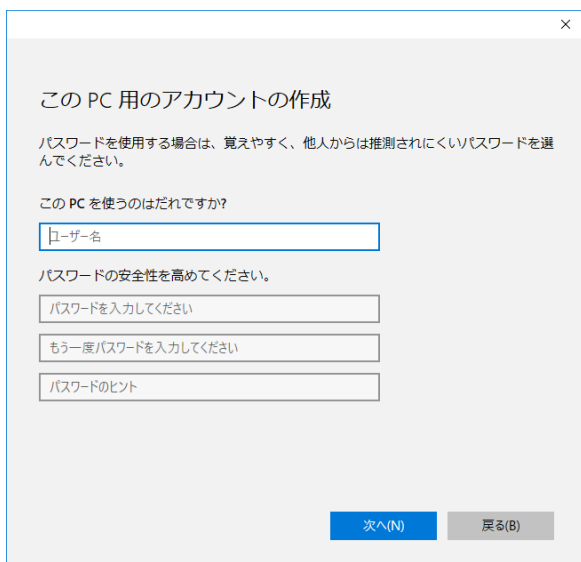 この PC 用のアカウントの作成
パスワードを使用する場合は、覚えやすく、他人からは推測されにくいパスワードを選
んでください。
この PC を使うのはだれですか?
ユーザー名
パスワードの安全性を高めてください。
パスワードを入力してください
もう一度パスワードを入力してください
パスワードのヒント
次へ(N)
戻る(B)